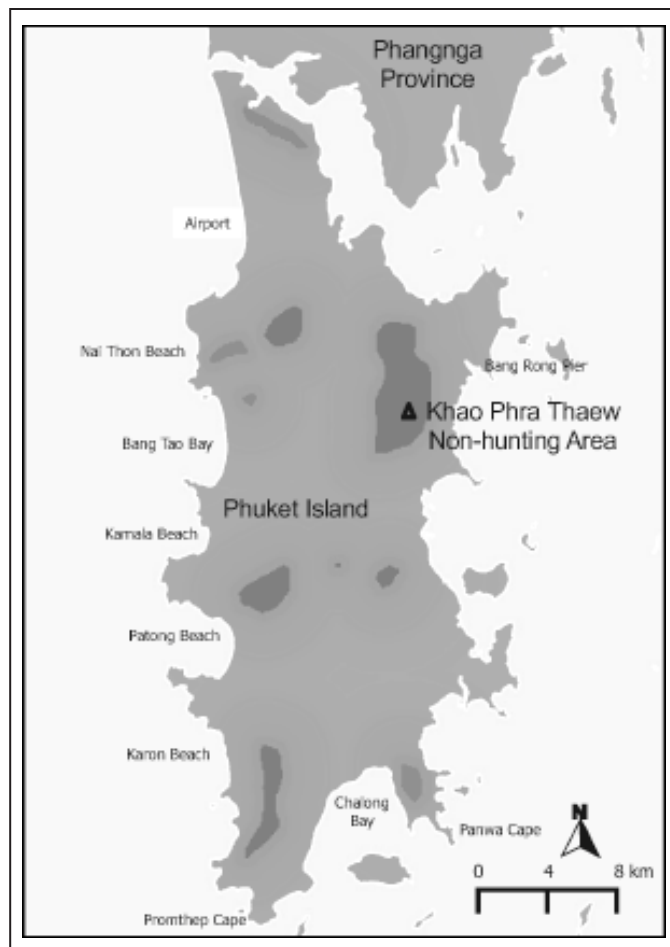 Phangnga
Province
Airport
Nai Thon Beach
Bang Rong Pier
Khao Phra Thaew
Non-hunting Area
Bang Tao Bay
Phuket Island
Kamala Beach
Patong Beach
Karon Beach
Chalong
Bay
Panwa Cape
N
0 4 8 km
Promthep Cape